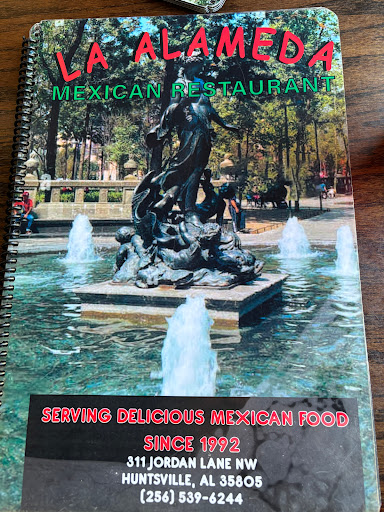 LA ALAMEDA
MEXICAN RESTAURANT
SERVING DELICIOUS MEXICAN FOOD
SINCE 1992
311 JORDAN LANE NW
HUNTSVILLE, AL 35805
(256) 539-6244